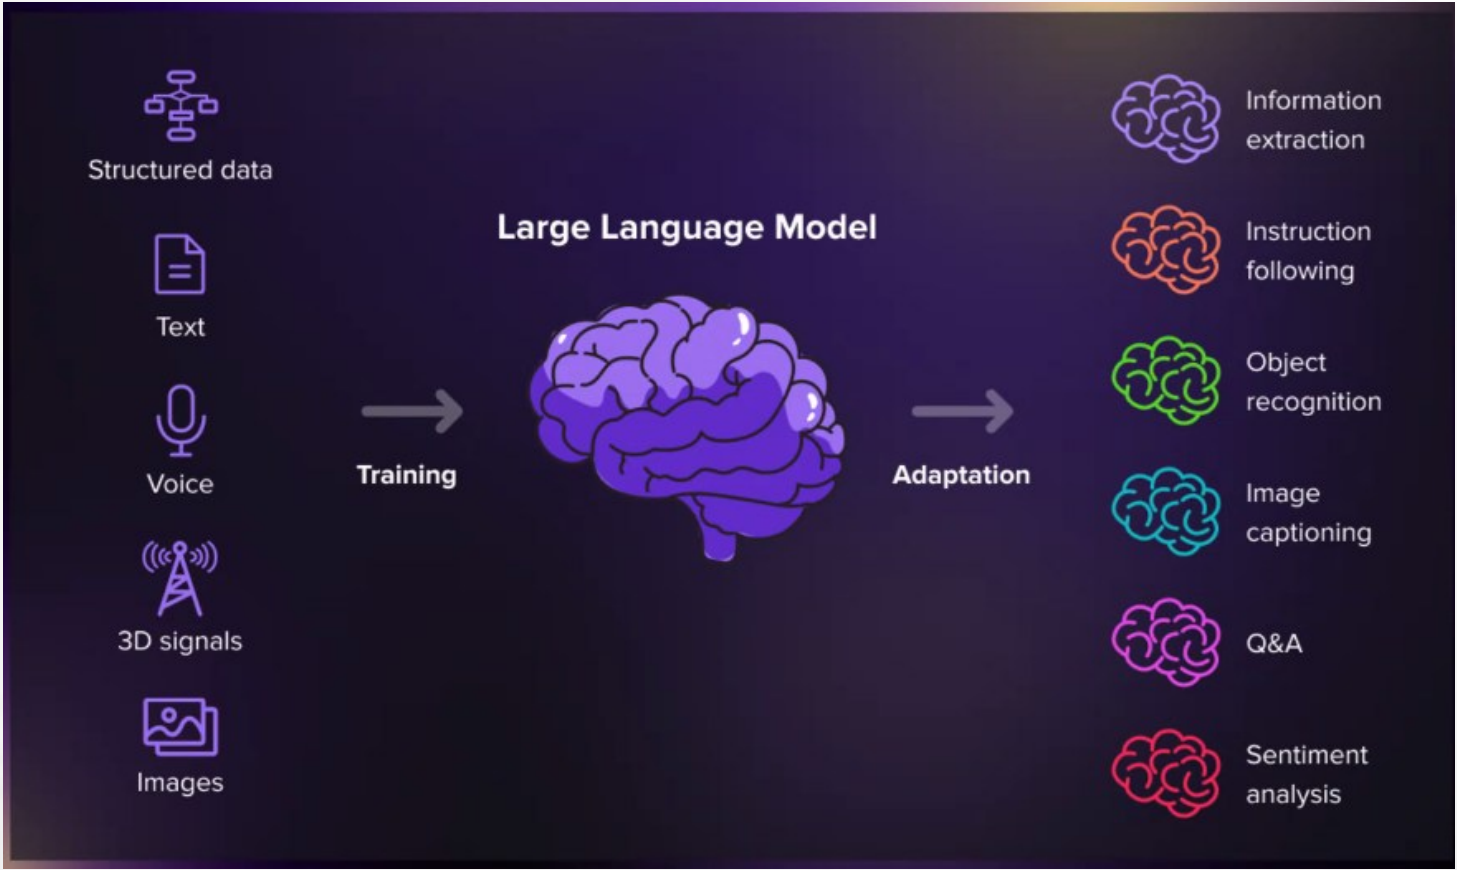 Structured data
Text
Voice
3D signals
Images
Training
Large Language Model
Adaptation
Information
extraction
Instruction
following
Object
recognition
Image
captioning
Q&A
Sentiment
analysis